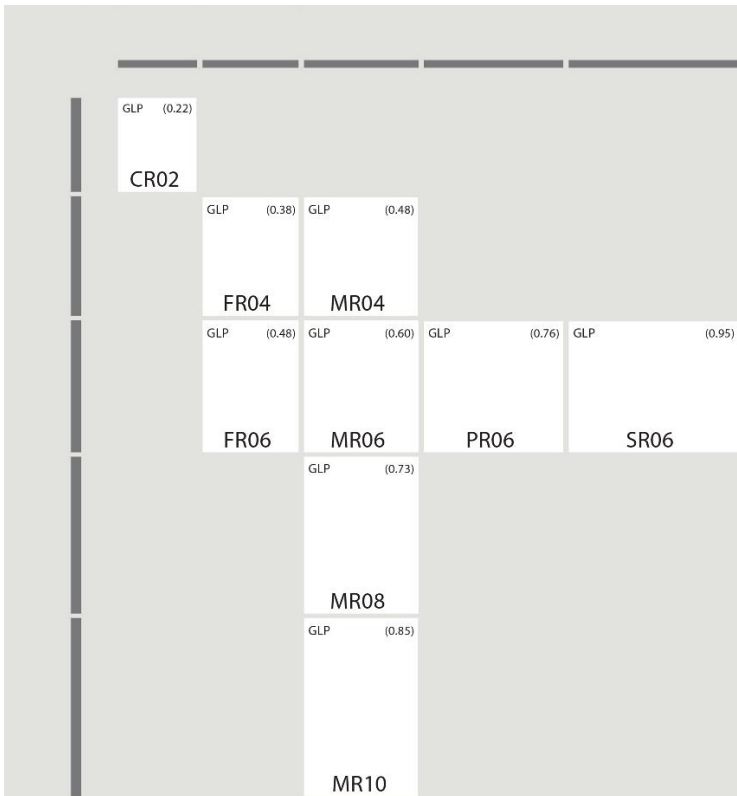 GLP (0.22)
CR02
GLP (0.38) GLP (0.48)
FR04 MR04
GLP (0.48) GLP (0.60) GLP (0.76) GLP (0.95)
FR06 MR06 PR06 SR06
GLP (0.73)
MR08
GLP (0.85)
MR10